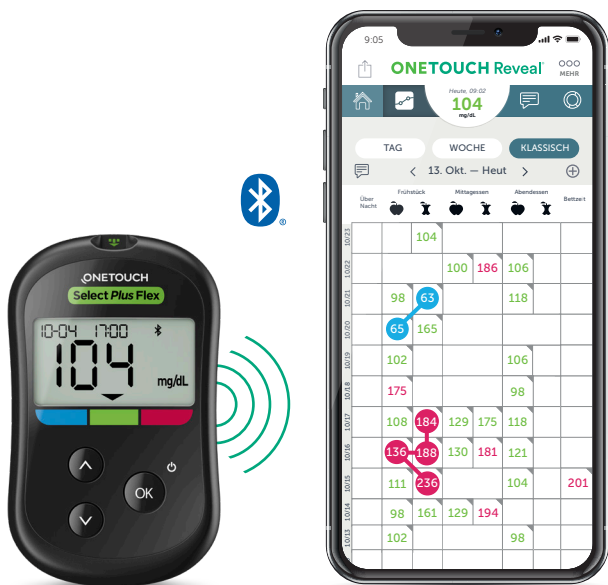 ONETOUCH
Select Plus Flex
10-04 17:00
104
mg/dL
OK
®
9:05
ONETOUCH Reveal
MEHR
Heute, 09:02
104
mg/dL
TAG WOCHE KLASSISCH
13. Okt. — Heut
Über Nacht Frühstück Mittagessen Abendessen Bettzeit
10/23 104
10/22 100 186 106
10/21 98 63 118
10/20 65 165
10/19 102 106
10/18 175 98
10/17 108 184 129 175 118
10/16 136 188 130 181 121
10/15 111 236 104 201
10/14 98 161 129 194
10/13 102 98